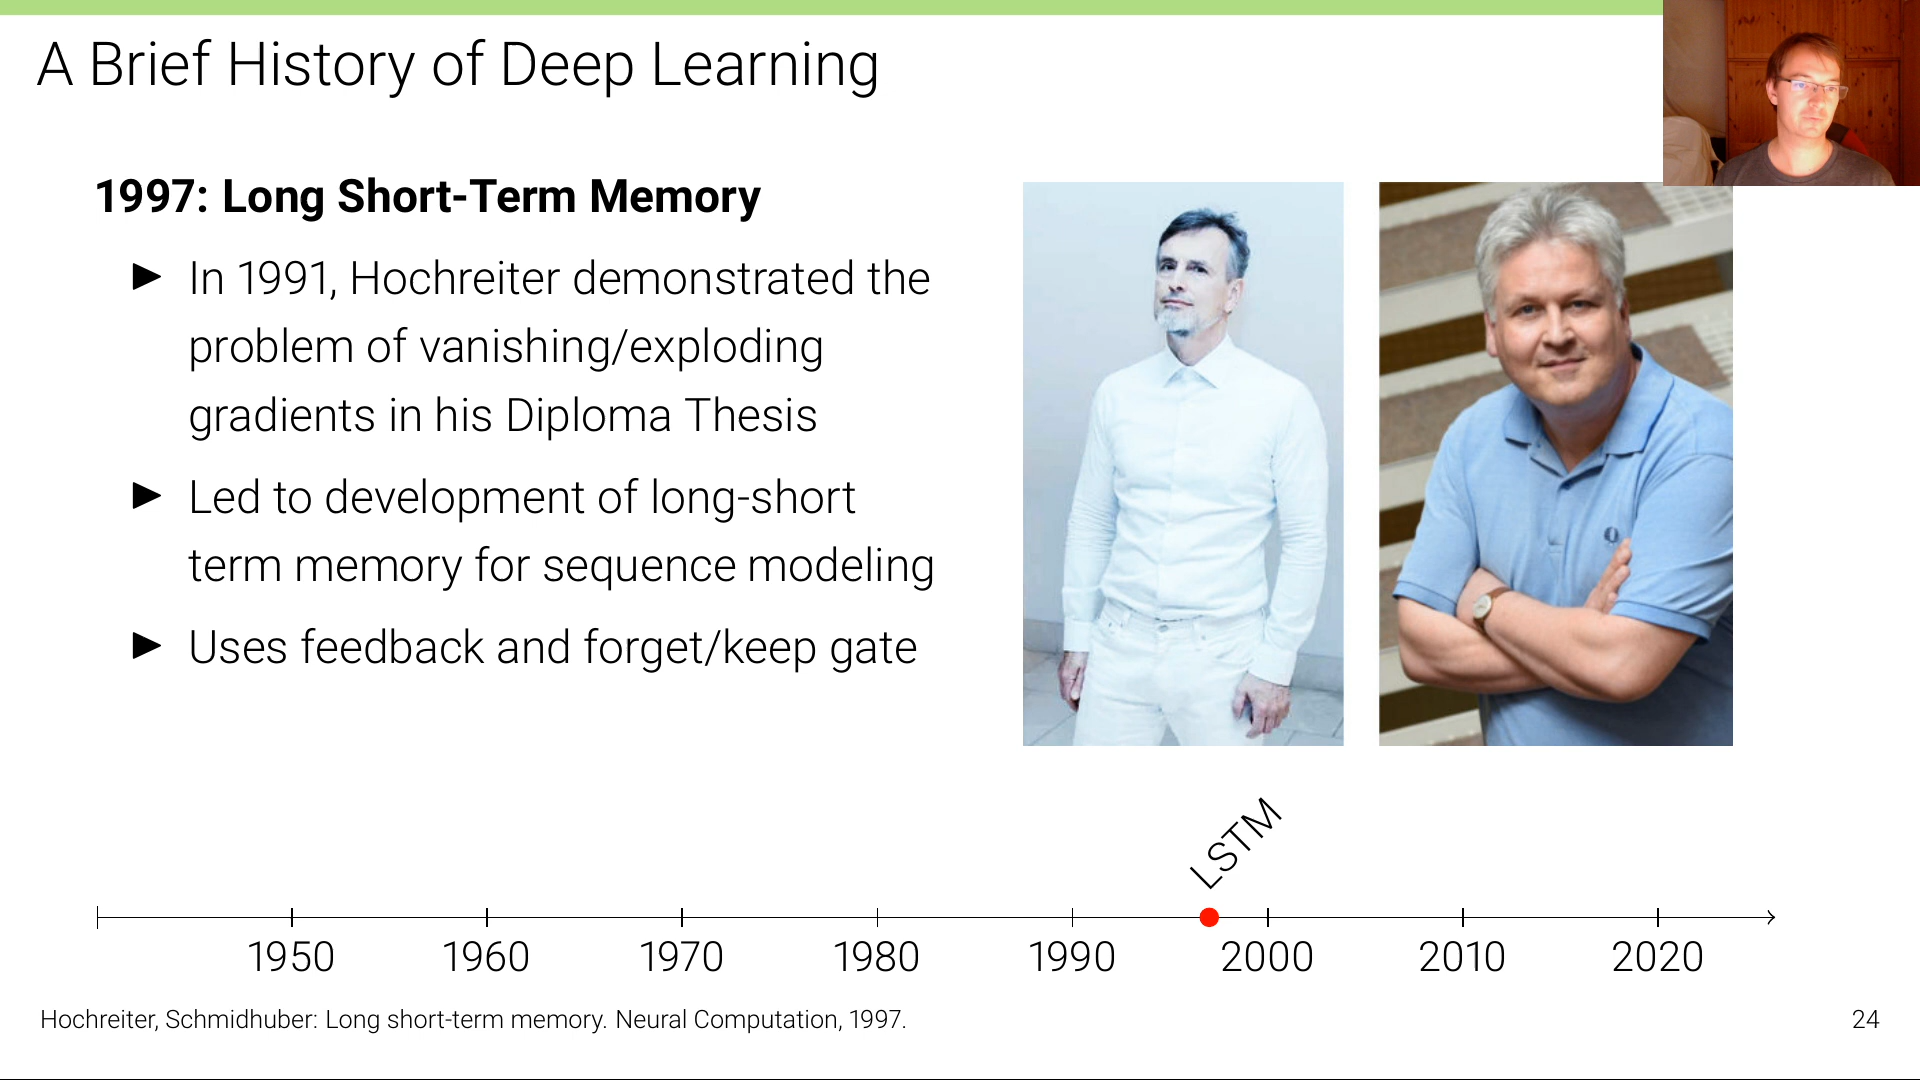 A Brief History of Deep Learning
1997: Long Short-Term Memory
In 1991, Hochreiter demonstrated the
problem of vanishing/exploding
gradients in his Diploma Thesis
Led to development of long-short
term memory for sequence modeling
Uses feedback and forget/keep gate
LSTM
1950 1960 1970 1980 1990 2000 2010 2020
Hochreiter, Schmidhuber: Long short-term memory. Neural Computation, 1997.
24